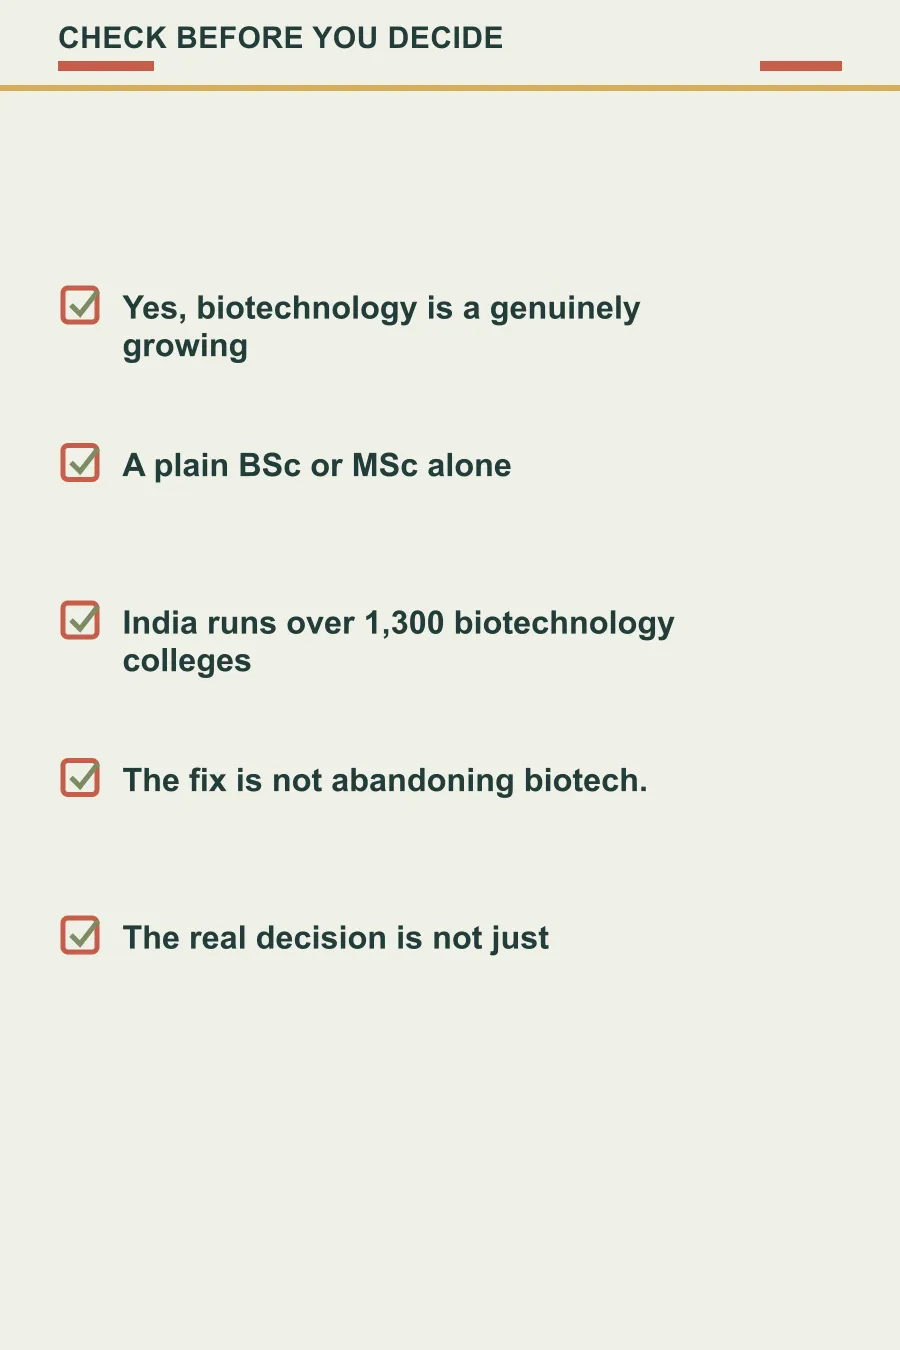 CHECK BEFORE YOU DECIDE
Yes, biotechnology is a genuinely
growing
A plain BSc or MSc alone
India runs over 1,300 biotechnology
colleges
The fix is not abandoning biotech.
The real decision is not just